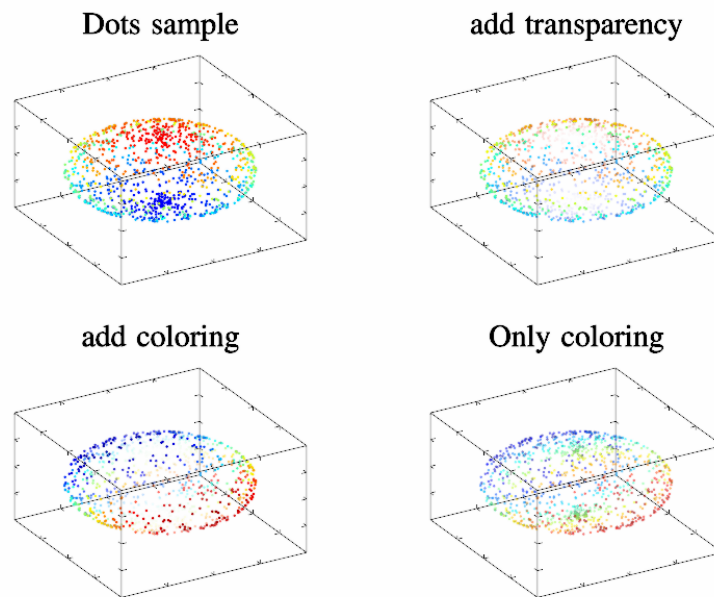 Dots sample
add transparency
add coloring
Only coloring